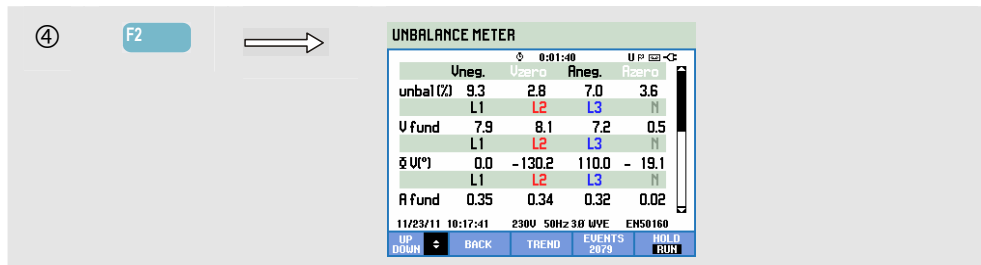 ④ F2
UNBALANCE METER
0:01:40 U
Vneg. Vzero Aneg. Azero
unbal (%) 9.3 2.8 7.0 3.6
L1 L2 L3 N
V fund 7.9 8.1 7.2 0.5
L1 L2 L3 N
Φ V(°) 0.0 -130.2 110.0 - 19.1
L1 L2 L3 N
A fund 0.35 0.34 0.32 0.02
11/23/11 10:17:41 230V 50Hz 3Ø WYE EN50160
UP DOWN BACK TREND EVENTS 2079 HOLD RUN